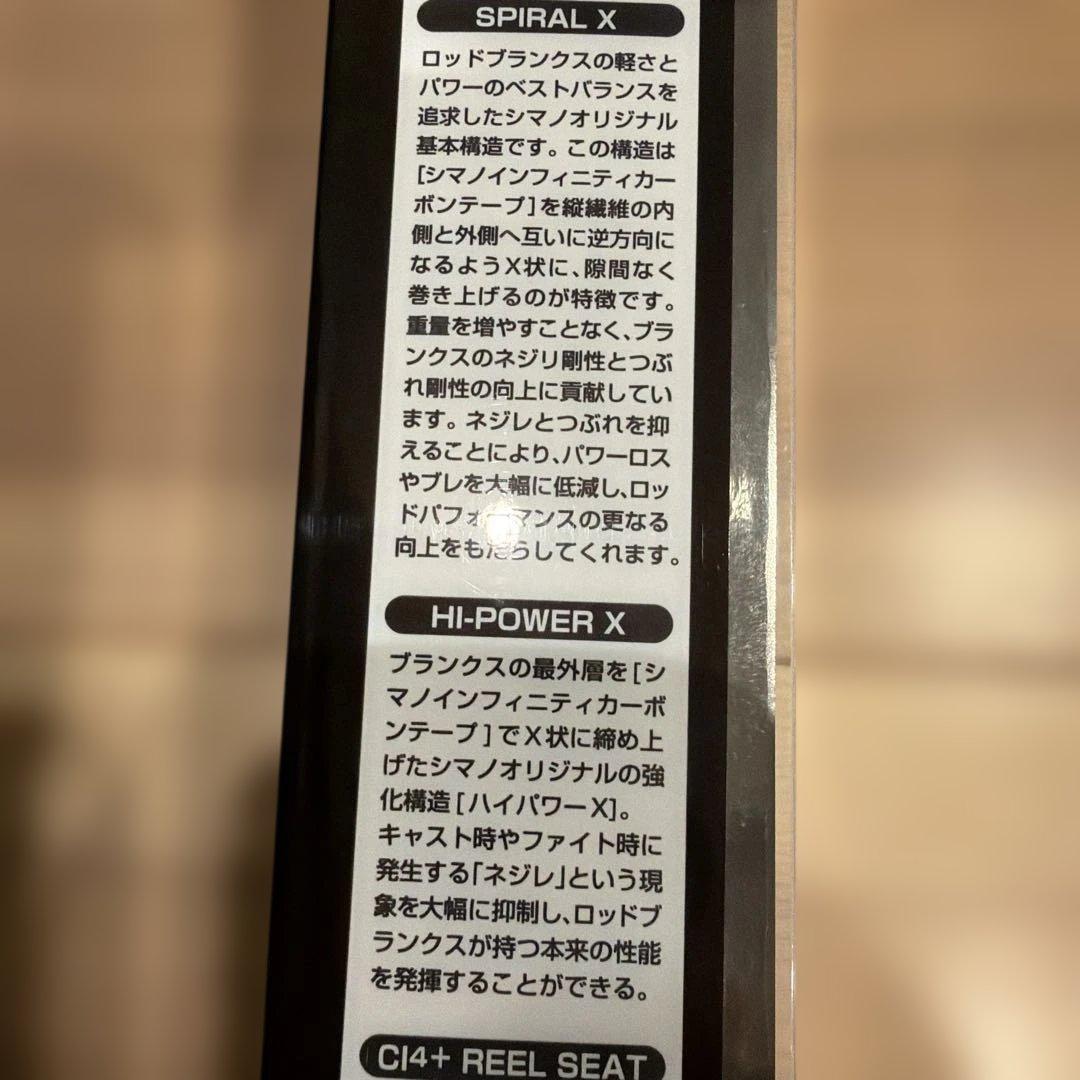 SPIRAL X
ロッドブランクスの軽さと
パワーのベストバランスを
追求したシマノオリジナル
基本構造です。この構造は
[シマノインフィニティカー
ボンテープ]を縦繊維の内
側と外側へ互いに逆方向に
なるようX状に、隙間なく
巻き上げるのが特徴です。
重量を増やすことなく、ブラ
ンクスのネジリ剛性とつぶ
れ剛性の向上に貢献してい
ます。ネジレとつぶれを抑
えることにより、パワーロス
やブレを大幅に低減し、ロッ
ドパフォーマンスの更なる
向上をもたらしてくれます。
HI-POWER X
ブランクスの最外層を[シ
マノインフィニティカーボ
ンテープ]でX状に締め上
げたシマノオリジナルの強
化構造[ハイパワーX]。
キャスト時やファイト時に
発生する「ネジレ」という現
象を大幅に抑制し、ロッドブ
ランクスが持つ本来の性能
を発揮することができる。
CI4+ REEL SEAT